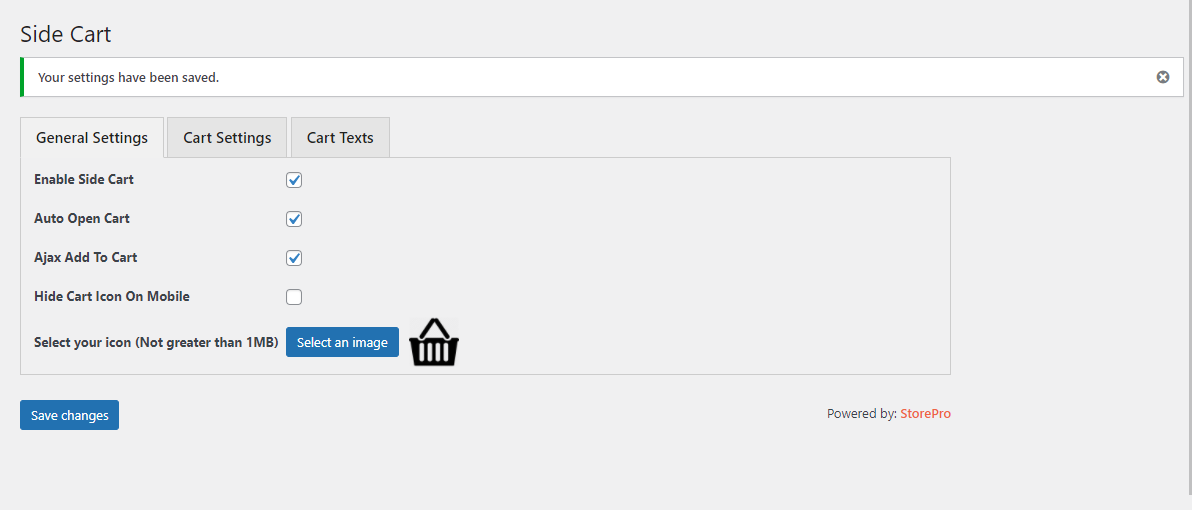 Side Cart
Your settings have been saved.
General Settings Cart Settings Cart Texts
Enable Side Cart
Auto Open Cart
Ajax Add To Cart
Hide Cart Icon On Mobile
Select your icon (Not greater than 1MB) Select an image
Save changes Powered by: StorePro